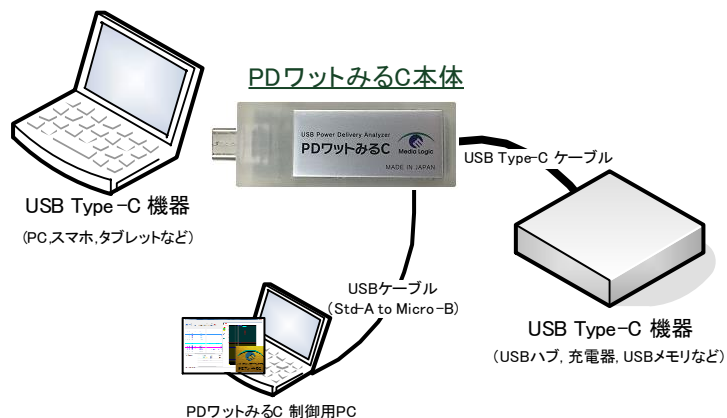 PDワットみるC本体
USB Power Delivery Analyzer
PDワットみるC
Media Logic
MADE IN JAPAN
USB Type-C ケーブル
USB Type-C 機器
(PC,スマホ,タブレットなど)
USBケーブル
(Std-A to Micro-B)
USB Type-C 機器
(USBハブ, 充電器, USBメモリなど)
PDワットみるC 制御用PC